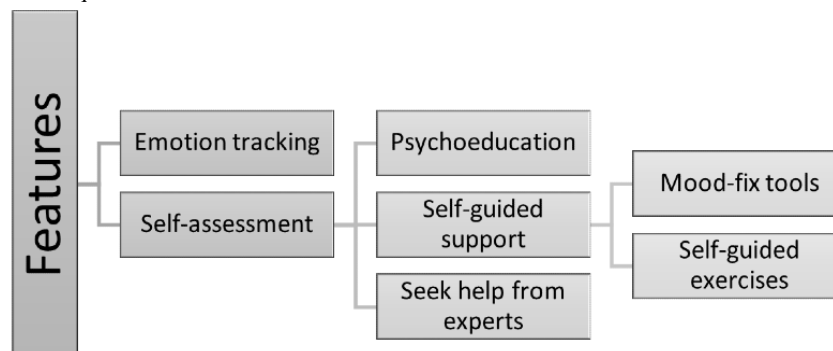 Features
Emotion tracking
Self-assessment
Psychoeducation
Self-guided
support
Seek help from
experts
Mood-fix tools
Self-guided
exercises